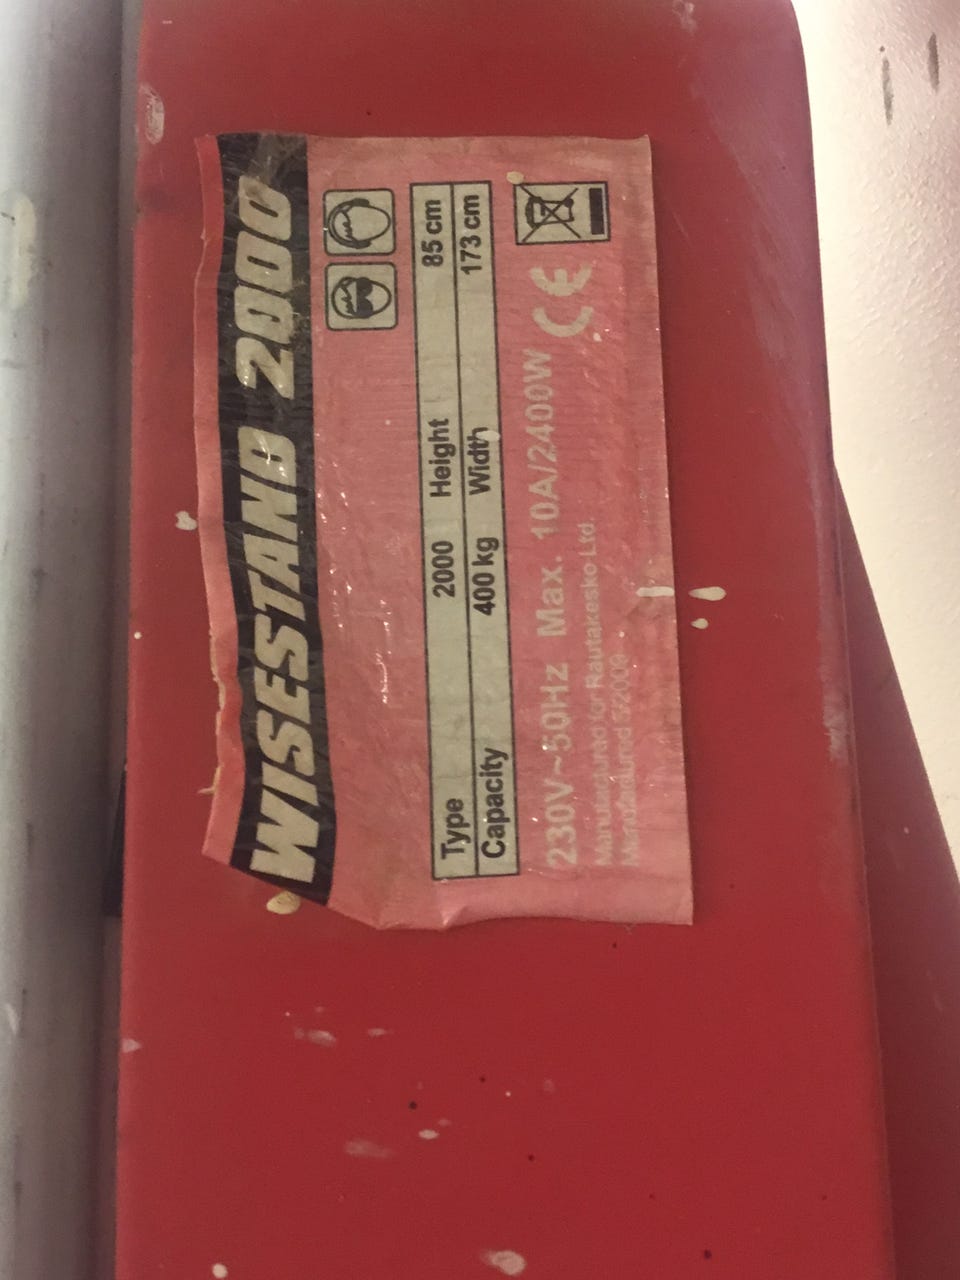 WISESTAND 2000
Type 2000 Height 85 cm
Capacity 400 kg Width 173 cm
230V~50Hz Max. 10A/2400W CE
Manufactured for Rautakesko Ltd.
Manufactured